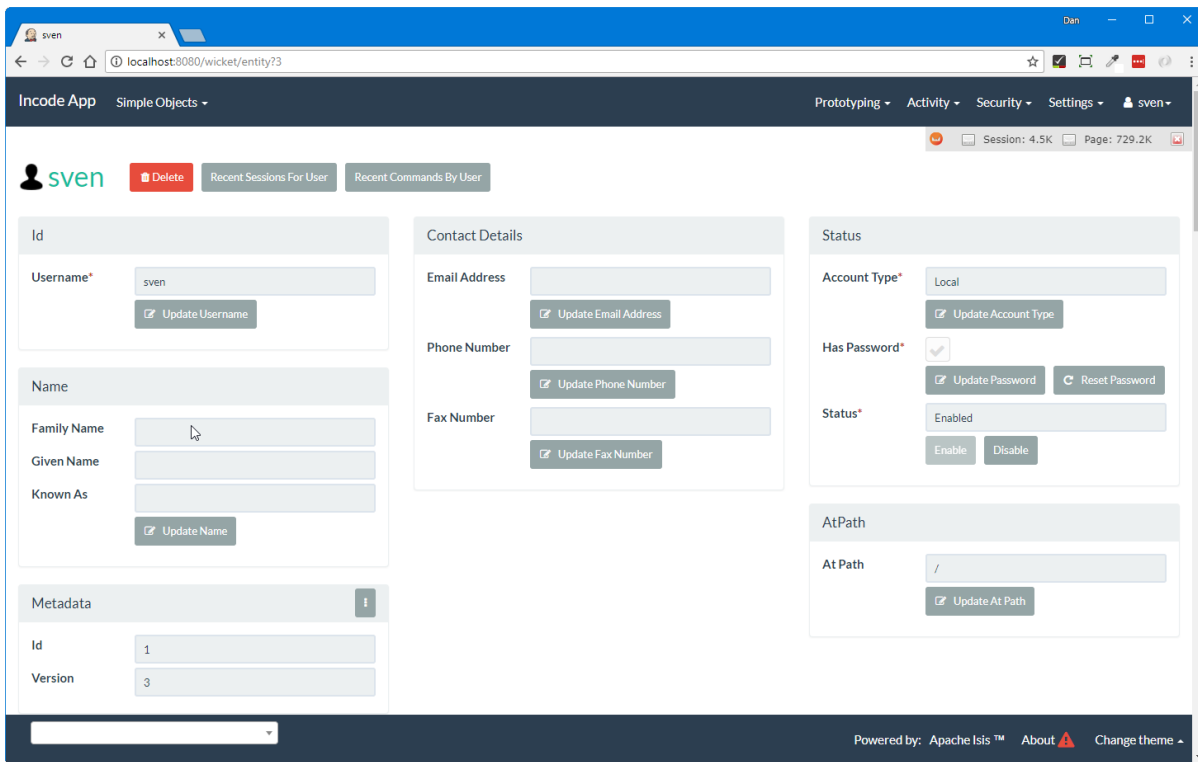 Dan
sven
localhost:8080/wicket/entity?3
Incode App Simple Objects Prototyping Activity Security Settings sven
Session: 4.5K Page: 729.2K
sven Delete Recent Sessions For User Recent Commands By User
Id
Username* sven
Update Username
Name
Family Name
Given Name
Known As
Update Name
Metadata
Id 1
Version 3
Contact Details
Email Address
Update Email Address
Phone Number
Update Phone Number
Fax Number
Update Fax Number
Status
Account Type* Local
Update Account Type
Has Password*
Update Password Reset Password
Status* Enabled
Enable Disable
AtPath
At Path /
Update At Path
Powered by: Apache Isis ™ About Change theme